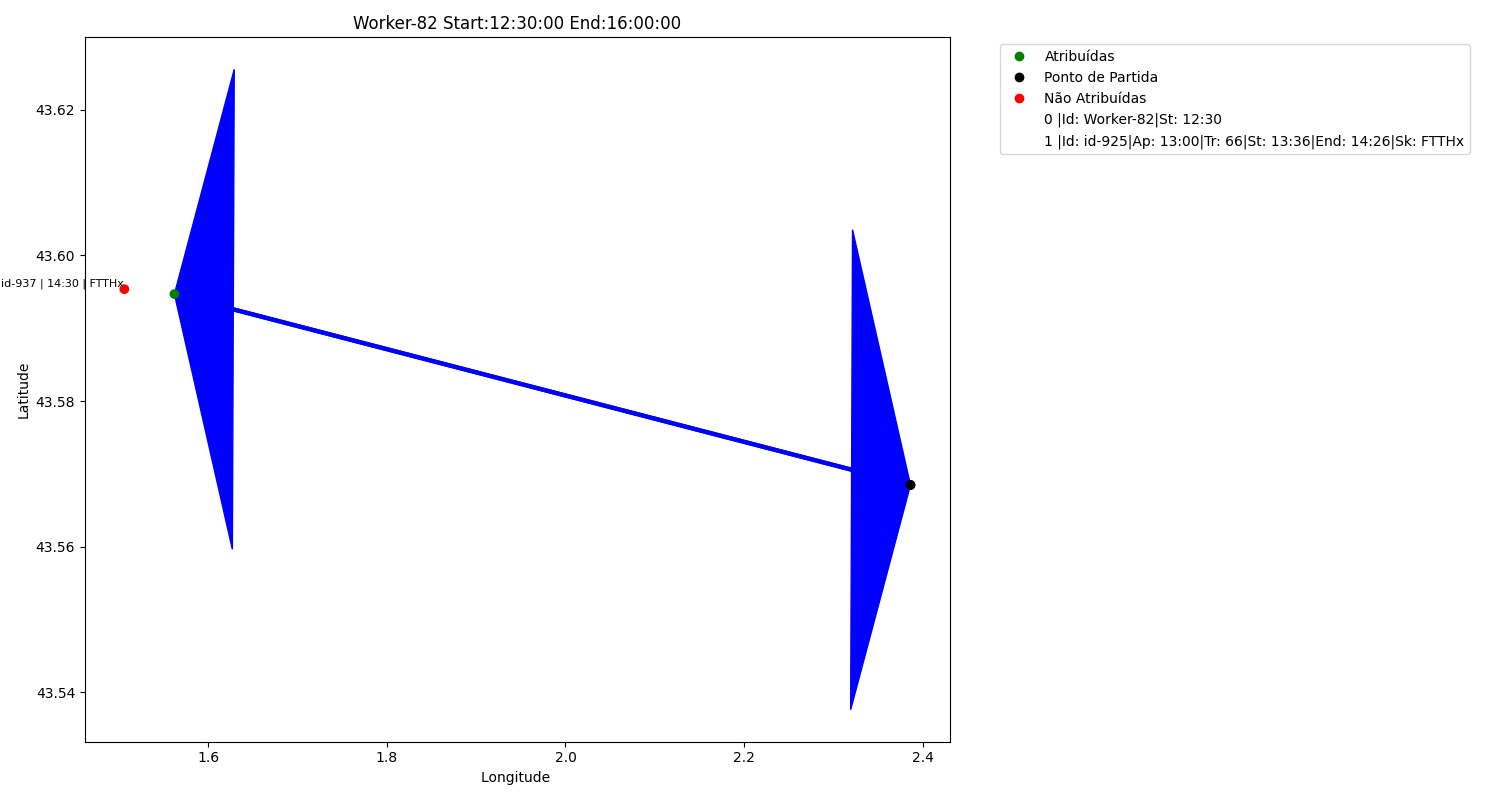 Worker-82 Start:12:30:00 End:16:00:00
Atribuídas
Ponto de Partida
Não Atribuídas
0 |Id: Worker-82|St: 12:30
1 |Id: id-925|Ap: 13:00|Tr: 66|St: 13:36|End: 14:26|Sk: FTTHx
43.62
43.60
id-937 | 14:30 | FTTHx
43.58
43.56
43.54
Latitude
1.6 1.8 2.0 2.2 2.4
Longitude